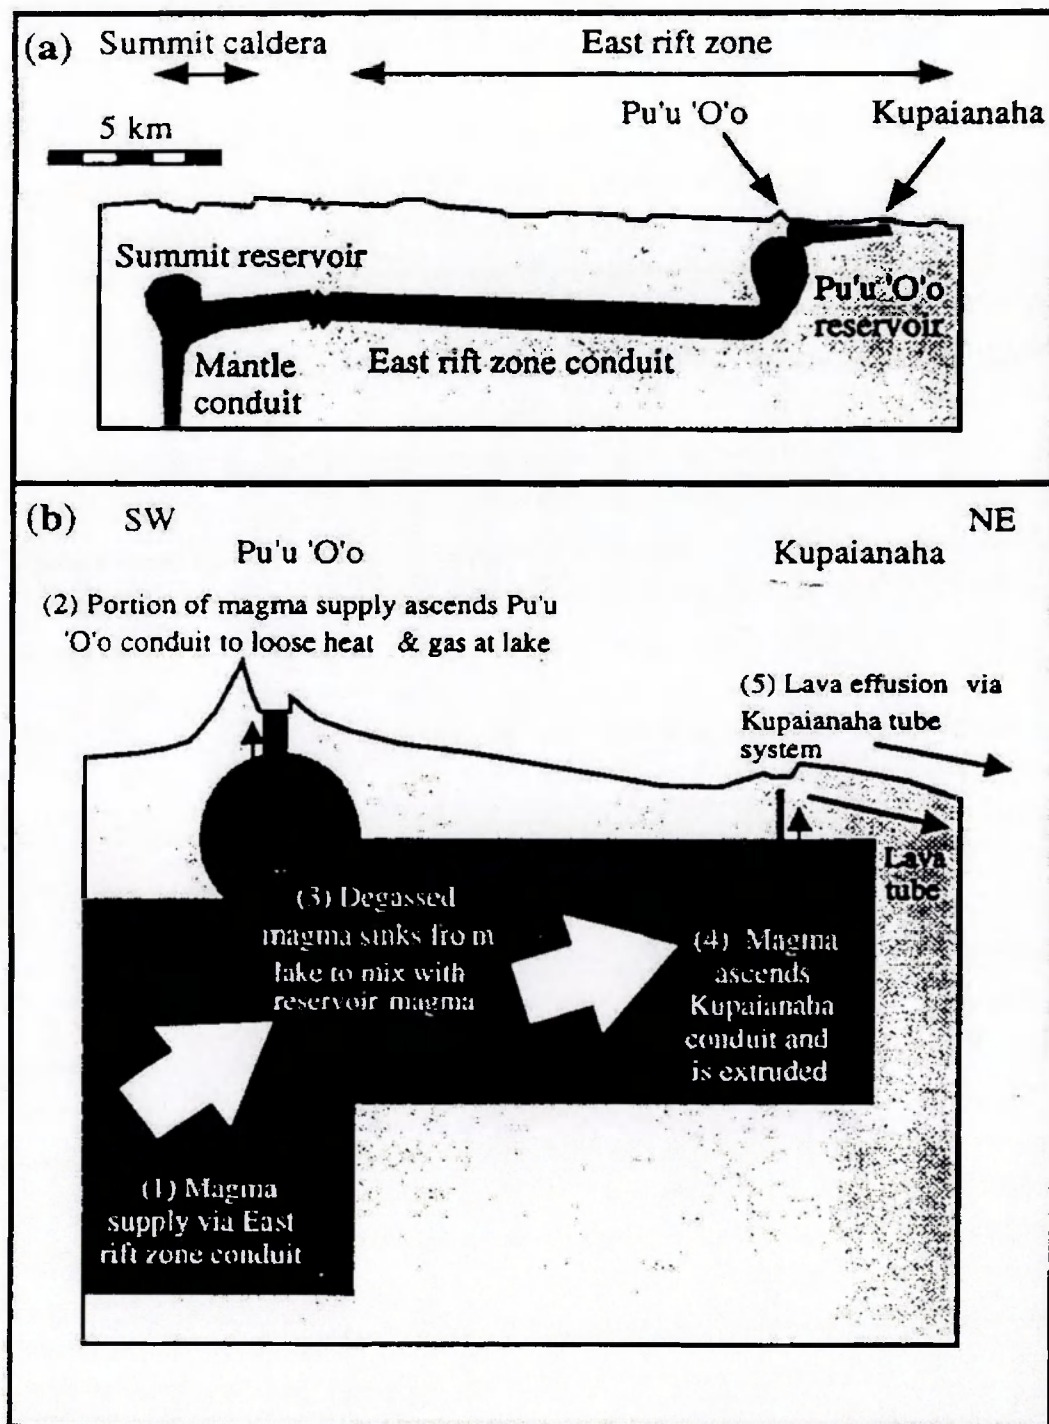 (a) Summit caldera
East rift zone
Pu'u 'O'o
Kupaianaha
5 km
Summit reservoir
Pu'u 'O'o
reservoir
Mantle
conduit
East rift zone conduit
(b) SW
NE
Pu'u 'O'o
Kupaianaha
(2) Portion of magma supply ascends Pu'u
'O'o conduit to loose heat & gas at lake
(5) Lava effusion via
Kupaianaha tube
system
Lava
tube
(3) Degassed
magma sinks from
lake to mix with
reservoir magma
(4) Magma
ascends
Kupaianaha
conduit and
is extruded
(1) Magma
supply via East
rift zone conduit